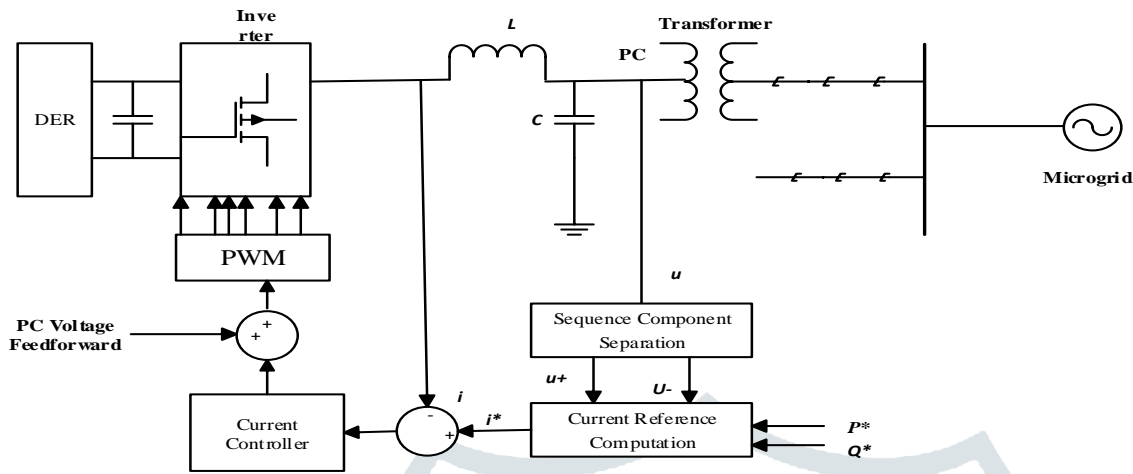 Inve
rter
L
Transformer
PC
DER
C
E E E
E E E
Microgrid
PWM
u
PC Voltage
Feedforward
+
+
Sequence Component
Separation
u+
U-
Current
Controller
i
-
+
i*
Current Reference
Computation
P*
Q*